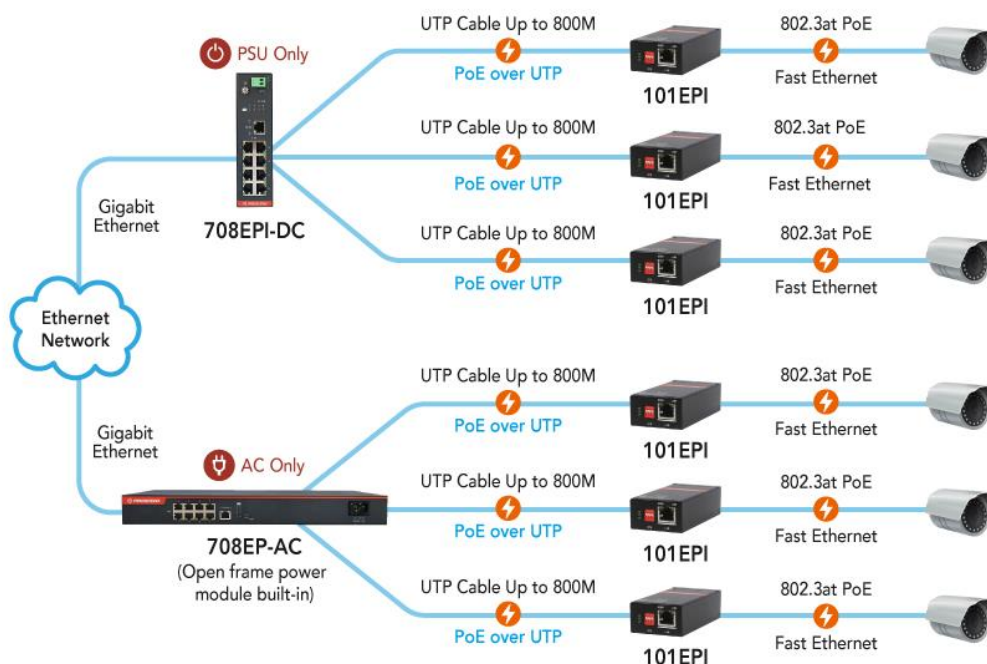 UTP Cable Up to 800M
802.3at PoE
PSU Only
PoE over UTP
Fast Ethernet
101EPI
UTP Cable Up to 800M
802.3at PoE
PoE over UTP
Fast Ethernet
101EPI
Gigabit
Ethernet
708EPI-DC
UTP Cable Up to 800M
802.3at PoE
PoE over UTP
Fast Ethernet
101EPI
Ethernet
Network
UTP Cable Up to 800M
802.3at PoE
PoE over UTP
Fast Ethernet
101EPI
Gigabit
Ethernet
AC Only
UTP Cable Up to 800M
802.3at PoE
PoE over UTP
Fast Ethernet
101EPI
708EP-AC
(Open frame power
module built-in)
UTP Cable Up to 800M
802.3at PoE
PoE over UTP
Fast Ethernet
101EPI